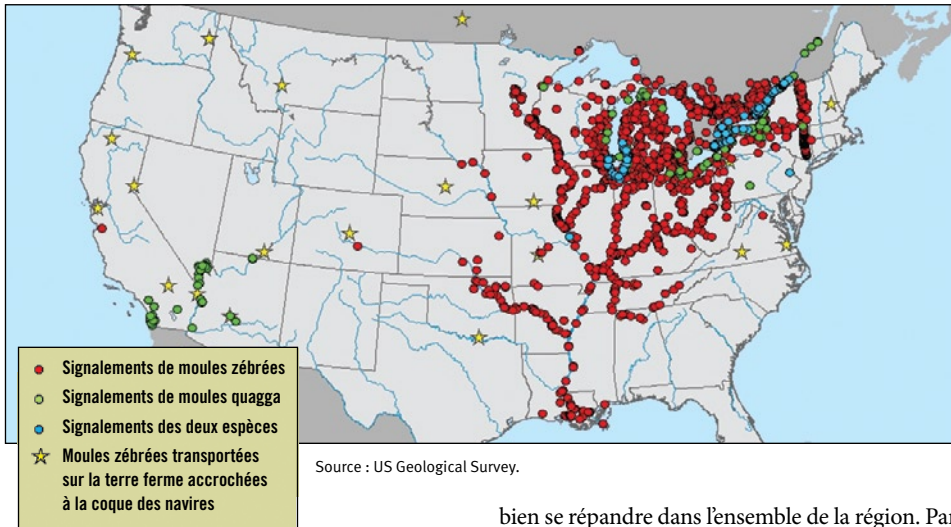 Signalements de moules zébrées
Signalements de moules quagga
Signalements des deux espèces
Moules zébrées transportées
sur la terre ferme accrochées
à la coque des navires
Source : US Geological Survey.
bien se répandre dans l'ensemble de la région. Par